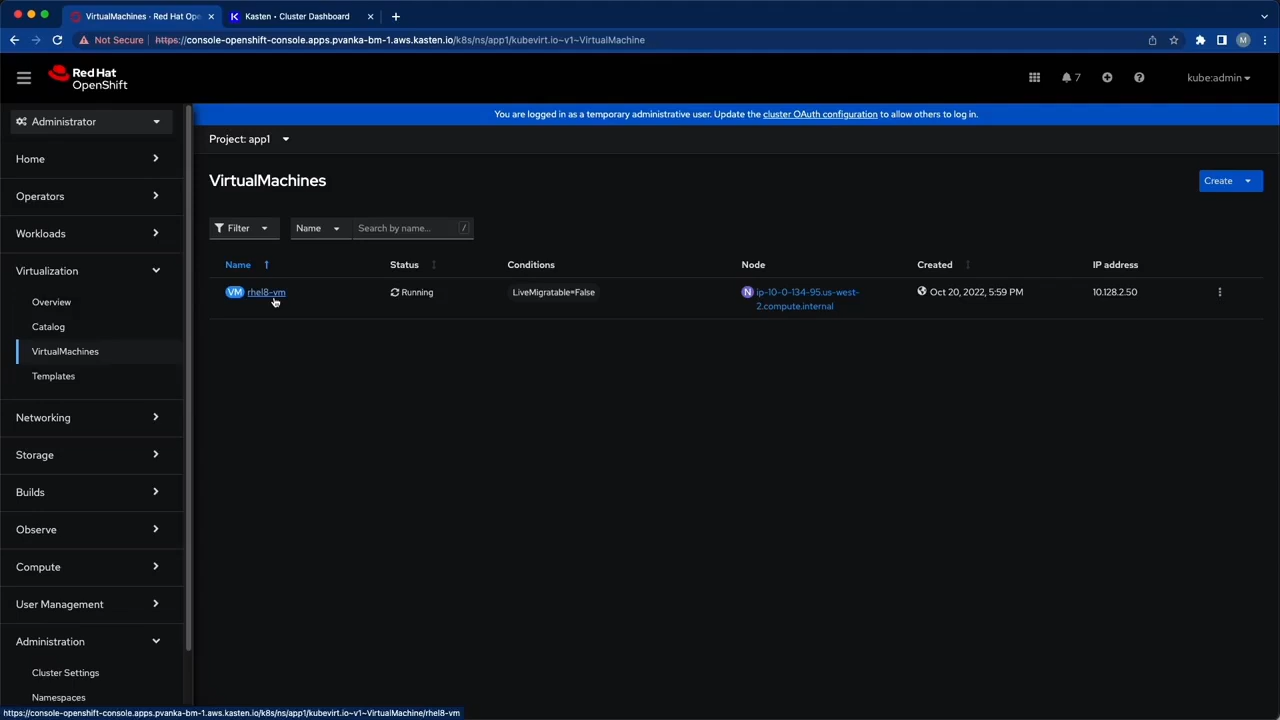 VirtualMachines · Red Hat Ope
Kasten · Cluster Dashboard
Not Secure
https://console-openshift-console.apps.pvanka-bm-1.aws.kasten.io/k8s/ns/app1/kubevirt.io~v1~VirtualMachine
M
Red Hat
OpenShift
7
kube:admin
You are logged in as a temporary administrative user. Update the cluster OAuth configuration to allow others to log in.
Administrator
Home
Operators
Workloads
Virtualization
Overview
Catalog
VirtualMachines
Templates
Networking
Storage
Builds
Observe
Compute
User Management
Administration
Cluster Settings
Namespaces
Project: app1
VirtualMachines
Create
Filter
Name
Search by name...
/
Name Status Conditions Node Created IP address
VM rhel8-vm Running LiveMigratable=False N ip-10-0-134-95.us-west- Oct 20, 2022, 5:59 PM 10.128.2.50
2.compute.internal
https://console-openshift-console.apps.pvanka-bm-1.aws.kasten.io/k8s/ns/app1/kubevirt.io~v1~VirtualMachine/rhel8-vm